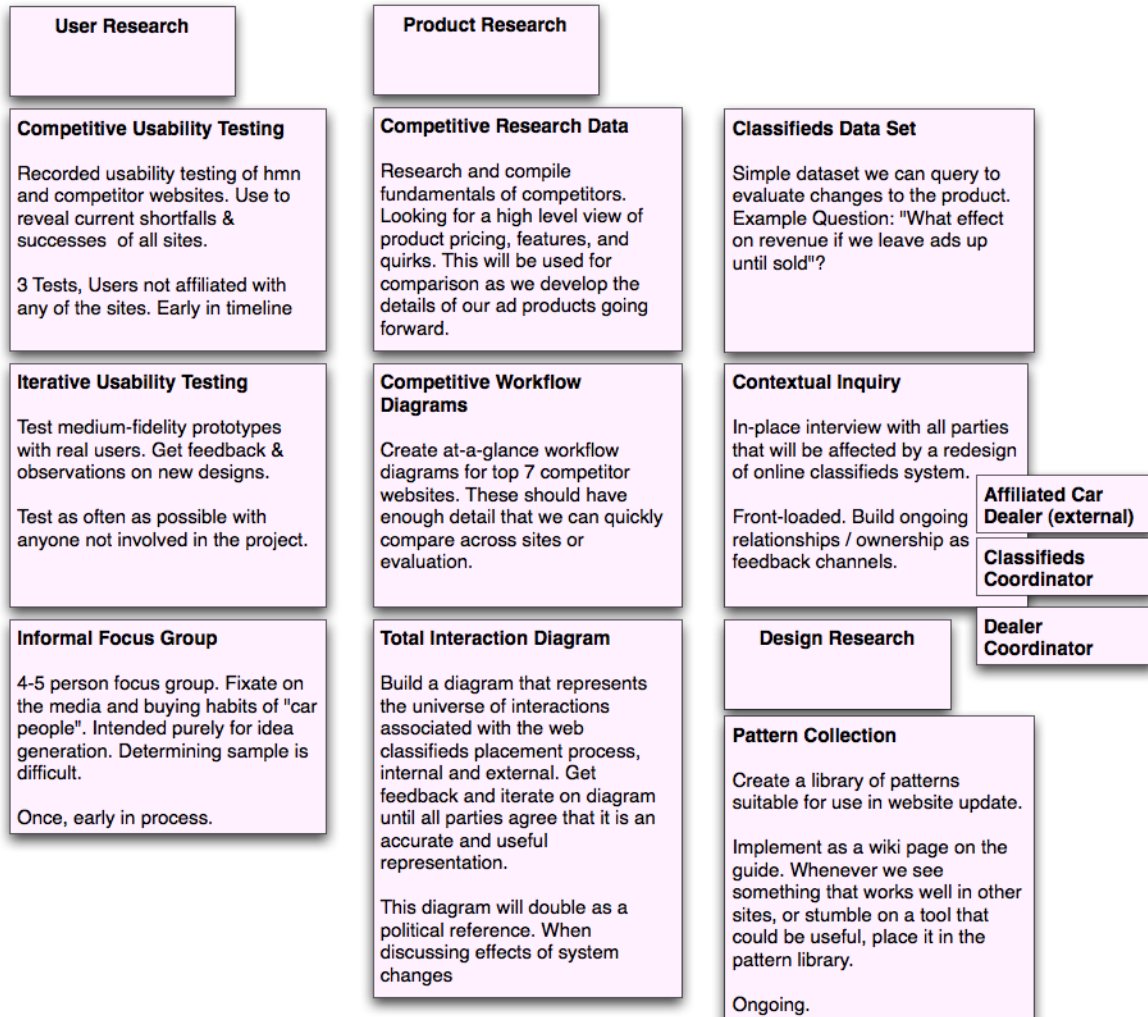 User Research
Competitive Usability Testing
Recorded usability testing of hmn
and competitor websites. Use to
reveal current shortfalls &
successes  of all sites.
3 Tests, Users not affiliated with
any of the sites. Early in timeline
Iterative Usability Testing
Test medium-fidelity prototypes
with real users. Get feedback &
observations on new designs.
Test as often as possible with
anyone not involved in the project.
Informal Focus Group
4-5 person focus group. Fixate on
the media and buying habits of "car
people". Intended purely for idea
generation. Determining sample is
difficult.
Once, early in process.
Product Research
Competitive Research Data
Research and compile
fundamentals of competitors.
Looking for a high level view of
product pricing, features, and
quirks. This will be used for
comparison as we develop the
details of our ad products going
forward.
Competitive Workflow
Diagrams
Create at-a-glance workflow
diagrams for top 7 competitor
websites. These should have
enough detail that we can quickly
compare across sites or
evaluation.
Total Interaction Diagram
Build a diagram that represents
the universe of interactions
associated with the web
classifieds placement process,
internal and external. Get
feedback and iterate on diagram
until all parties agree that it is an
accurate and useful
representation.
This diagram will double as a
political reference. When
discussing effects of system
changes
Classifieds Data Set
Simple dataset we can query to
evaluate changes to the product.
Example Question: "What effect
on revenue if we leave ads up
until sold"?
Contextual Inquiry
In-place interview with all parties
that will be affected by a redesign
of online classifieds system.
Front-loaded. Build ongoing
relationships / ownership as
feedback channels.
Affiliated Car
Dealer (external)
Classifieds
Coordinator
Dealer
Coordinator
Design Research
Pattern Collection
Create a library of patterns
suitable for use in website update.
Implement as a wiki page on the
guide. Whenever we see
something that works well in other
sites, or stumble on a tool that
could be useful, place it in the
pattern library.
Ongoing.